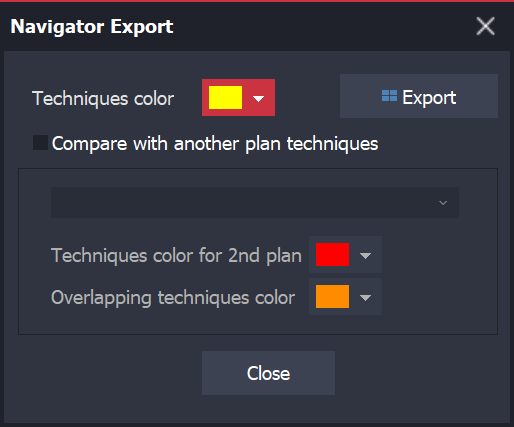 Navigator Export
Techniques color
Export
Compare with another plan techniques
Techniques color for 2nd plan
Overlapping techniques color
Close